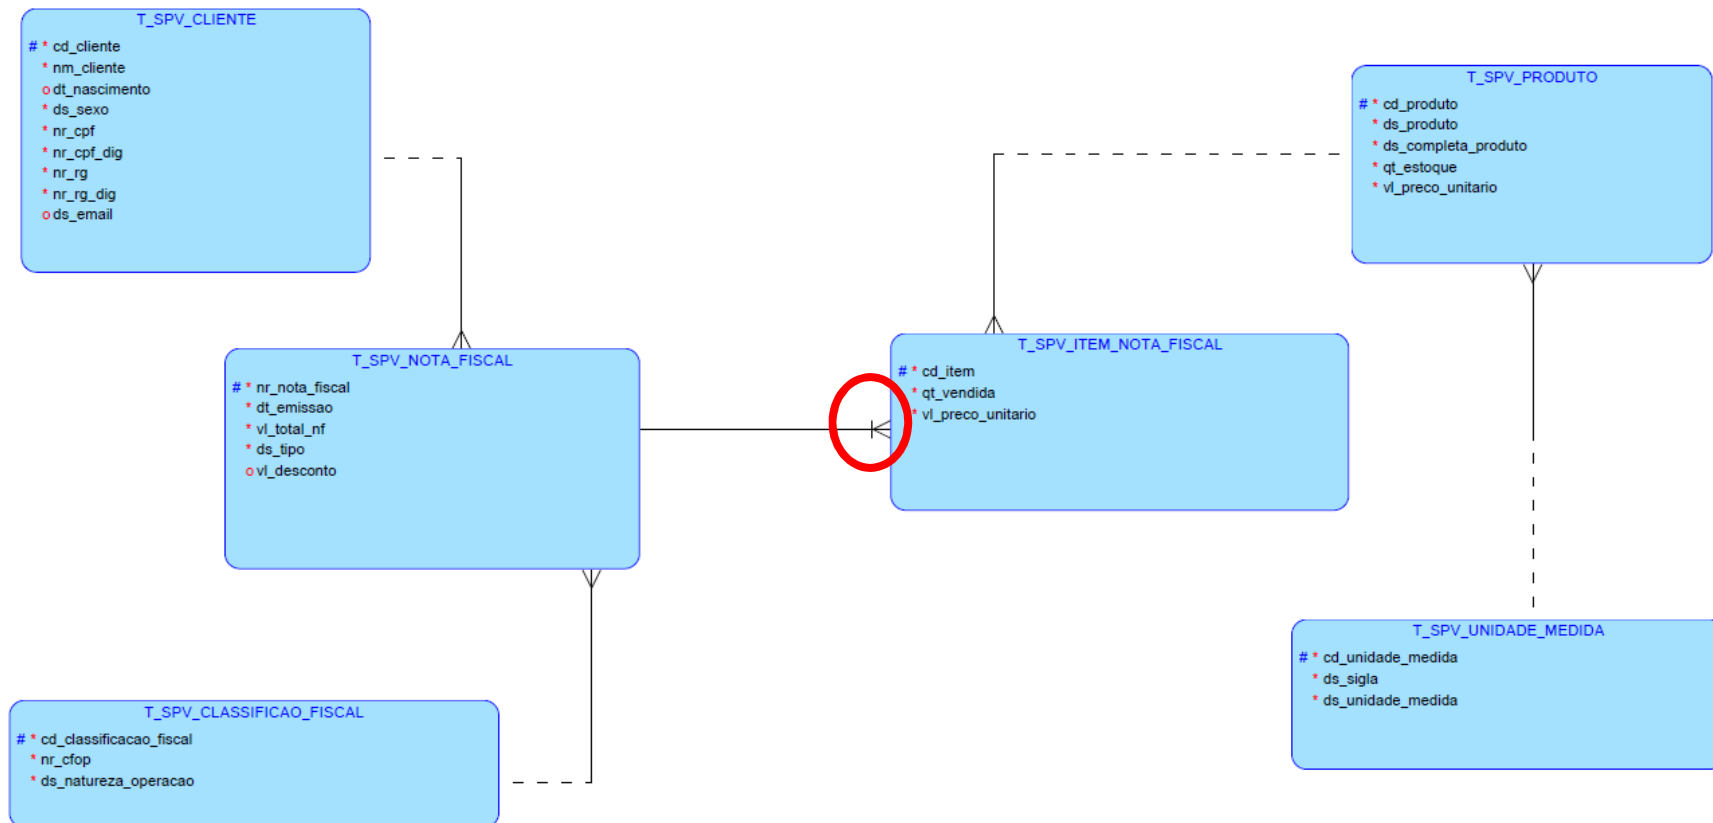 T_SPV_CLIENTE
# * cd_cliente
* nm_cliente
o dt_nascimento
* ds_sexo
* nr_cpf
* nr_cpf_dig
* nr_rg
* nr_rg_dig
o ds_email
T_SPV_PRODUTO
# * cd_produto
* ds_produto
* ds_completa_produto
* qt_estoque
* vl_preco_unitario
T_SPV_NOTA_FISCAL
# * nr_nota_fiscal
* dt_emissao
* vl_total_nf
* ds_tipo
o vl_desconto
T_SPV_ITEM_NOTA_FISCAL
# * cd_item
* qt_vendida
* vl_preco_unitario
T_SPV_UNIDADE_MEDIDA
# * cd_unidade_medida
* ds_sigla
* ds_unidade_medida
T_SPV_CLASSIFICAO_FISCAL
# * cd_classificacao_fiscal
* nr_cfop
* ds_natureza_operacao